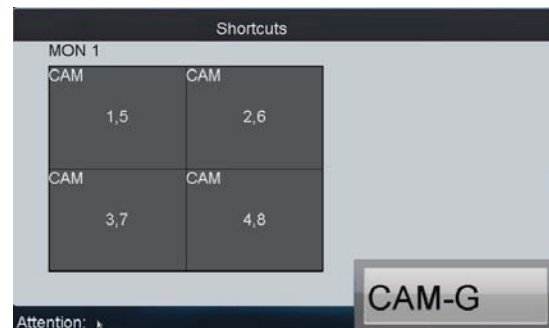 Shortcuts
MON 1
CAM CAM
1,5 2,6
CAM CAM
3,7 4,8
CAM-G
Attention: